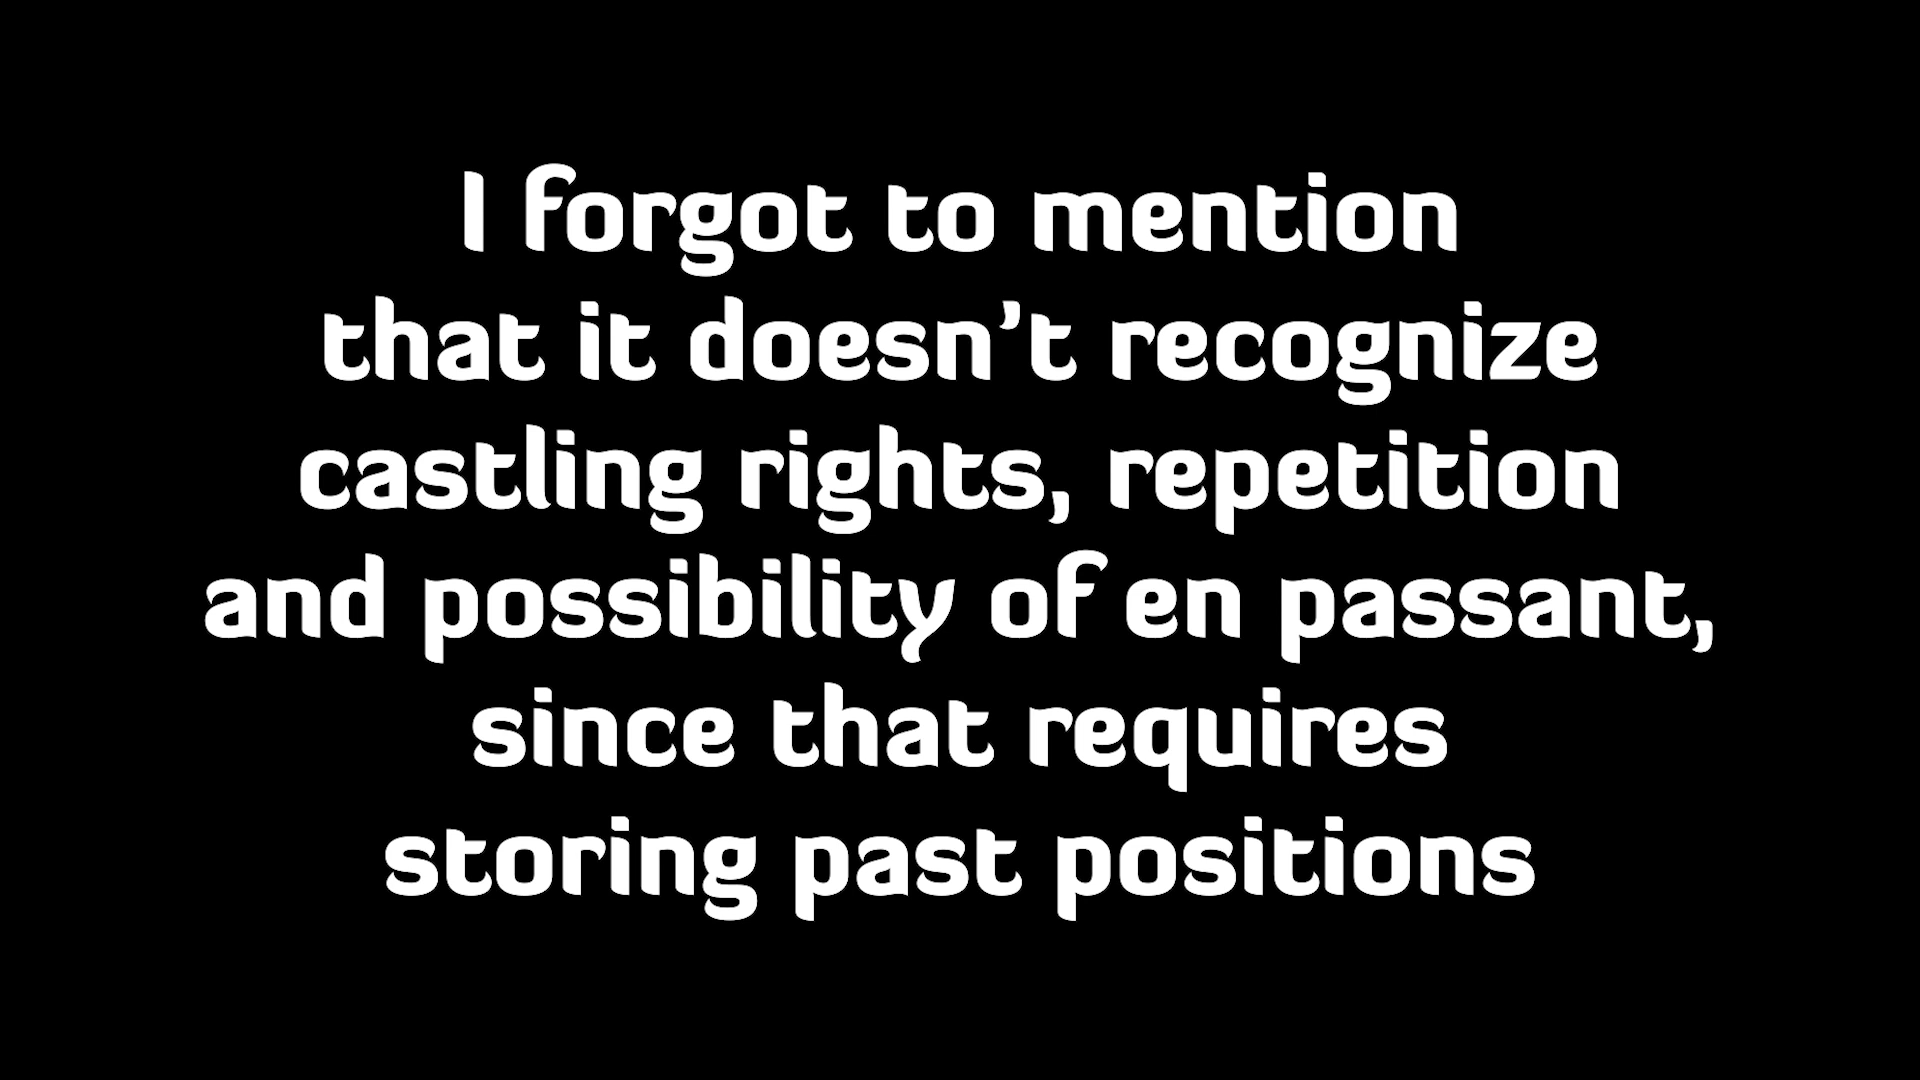 I forgot to mention
that it doesn’t recognize
castling rights, repetition
and possibility of en passant,
since that requires
storing past positions